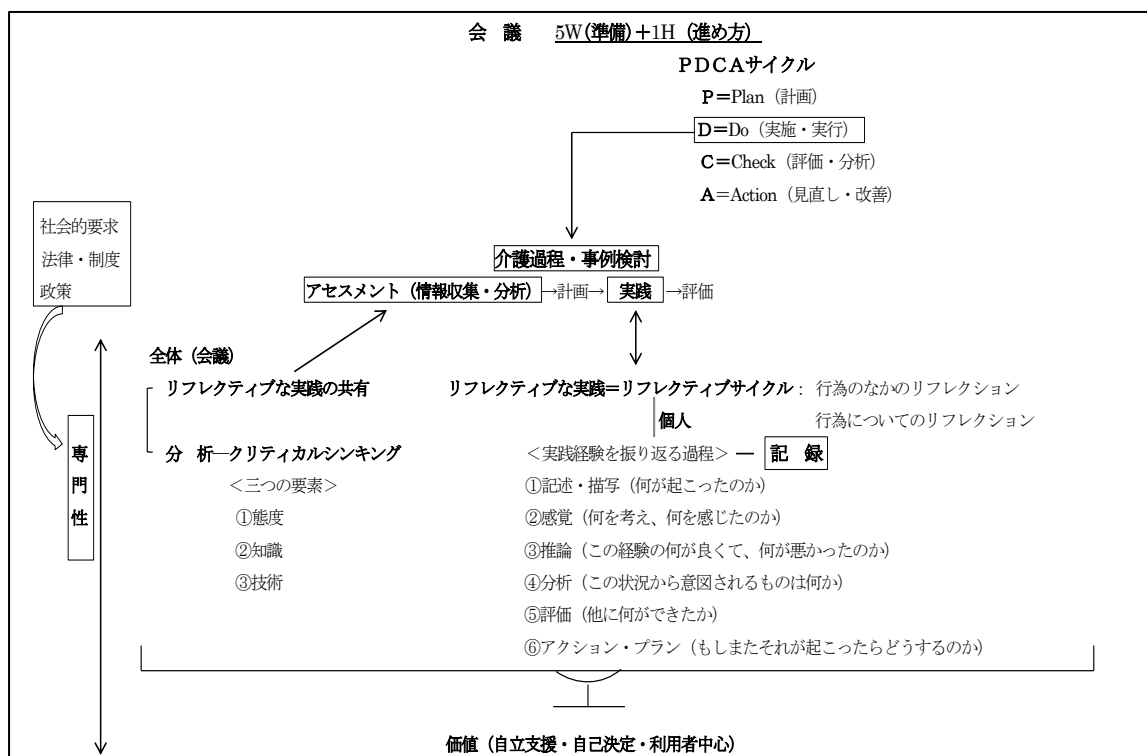 会　議　5W(準備)＋1H（進め方）
ＰＤＣＡサイクル
Ｐ＝Plan（計画）
Ｄ＝Do（実施・実行）
Ｃ＝Check（評価・分析）
Ａ＝Action（見直し・改善）
社会的要求
法律・制度
政策
介護過程・事例検討
アセスメント（情報収集・分析）→計画→ 実践 →評価
全体（会議）
リフレクティブな実践の共有
リフレクティブな実践＝リフレクティブサイクル： 行為のなかのリフレクション
個人 行為についてのリフレクション
専門性
分　析―クリティカルシンキング
＜三つの要素＞
①態度
②知識
③技術
＜実践経験を振り返る過程＞ ― 記　録
①記述・描写（何が起こったのか）
②感覚（何を考え、何を感じたのか）
③推論（この経験の何が良くて、何が悪かったのか）
④分析（この状況から意図されるものは何か）
⑤評価（他に何ができたか）
⑥アクション・プラン（もしまたそれが起こったらどうするのか）
価値（自立支援・自己決定・利用者中心）